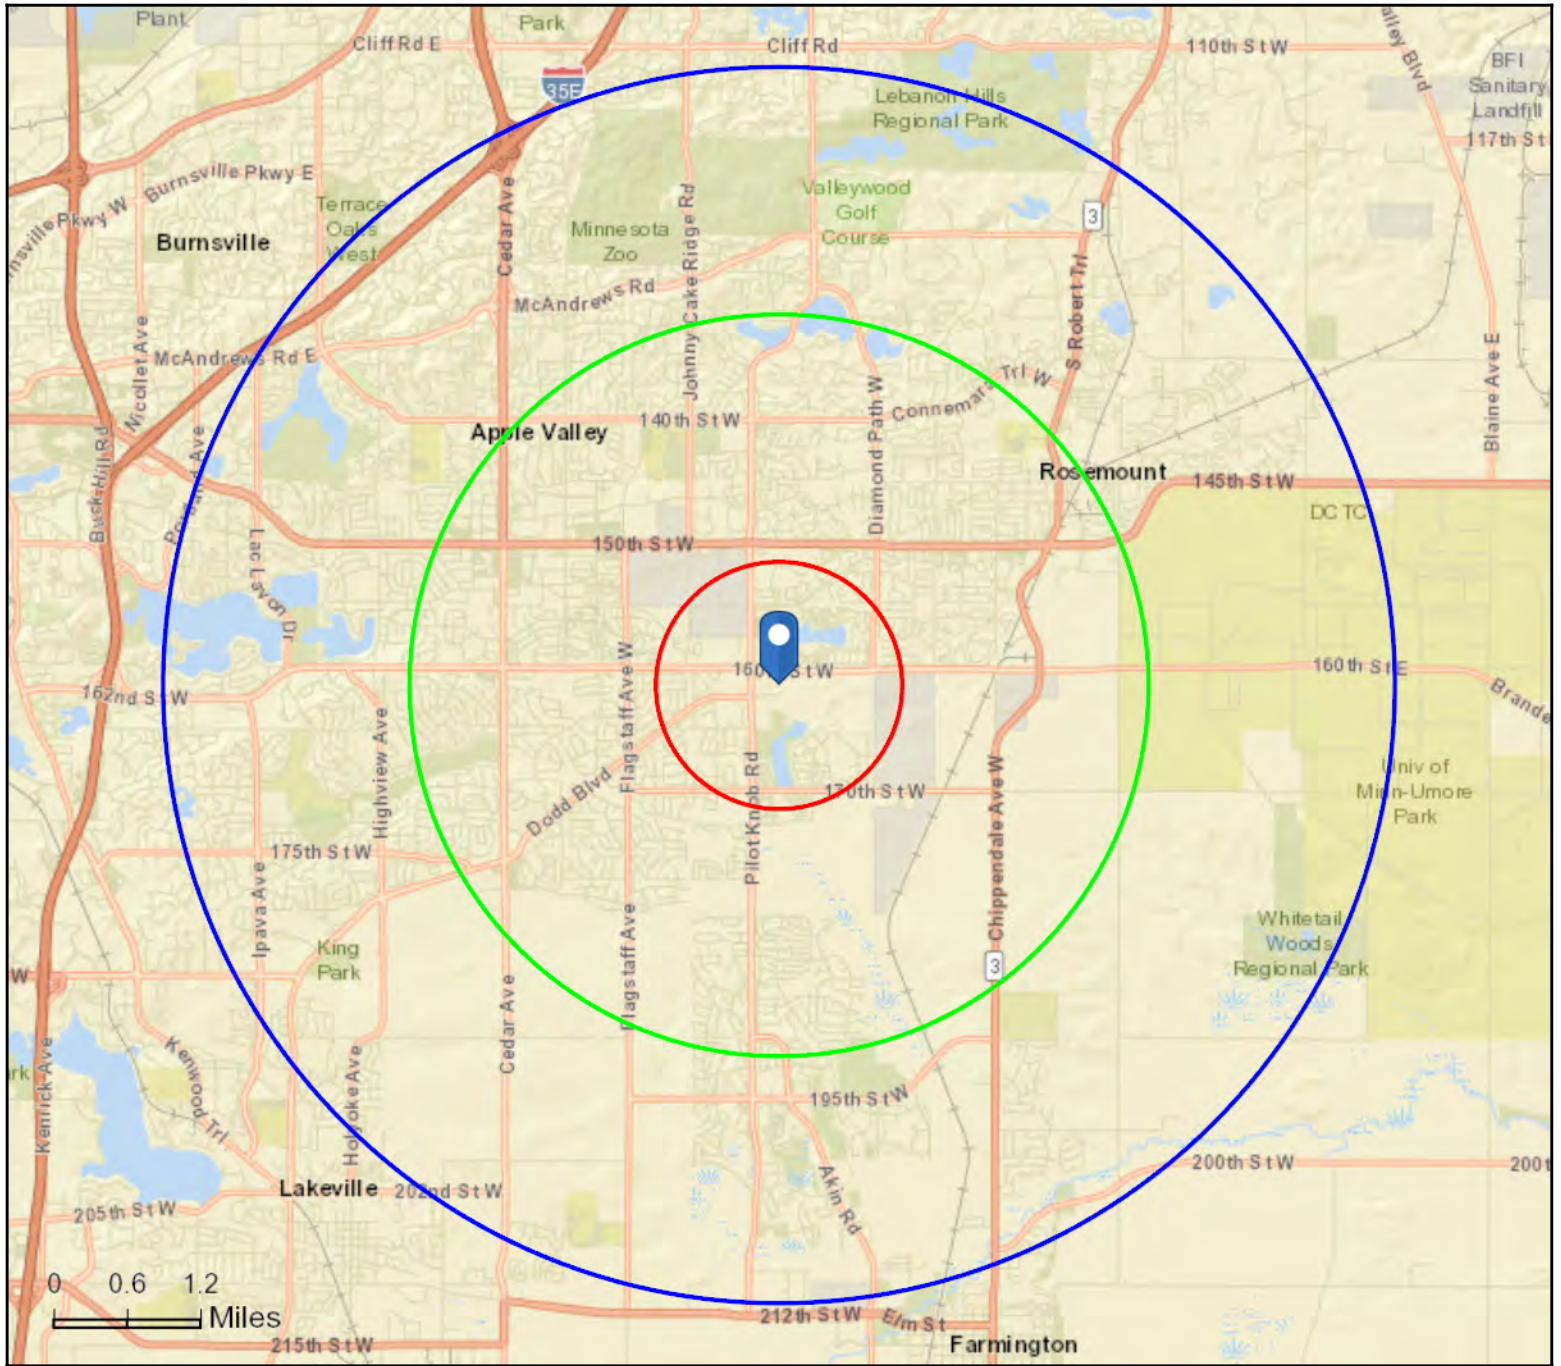 Plant
Park
Cliff Rd E
Cliff Rd
110th St W
alley Blvd
BFI
Sanitary
Landfill
35E
Lebanon Hills
Regional Park
117th St
Burnsville Pkwy E
nsville Pkwy W
Terrace
Oaks
West
Burnsville
Cedar Ave
Minnesota
Zoo
Johnny Cake Ridge Rd
Valleywood
Golf
Course
3
S Robert Trl
McAndrews Rd
McAndrews Rd E
Nicollet Ave
Blaine Ave E
Connemara Trl W
140th St W
Apple Valley
Diamond Path W
Rosemount
145th St W
Portland Ave
DCTC
150th St W
Lac Lavon Dr
160th St W
160th St E
162nd St W
Brande
Flagstaff Ave W
Highview Ave
Pilot Knob Rd
Chippendale Ave W
Univ of
Minn-Umore
Park
Dodd Blvd
170th St W
175th St W
Ipava Ave
King
Park
Flagstaff Ave
Whitetail
Woods
Regional Park
3
W
Cedar Ave
Kenrick Ave
Kenwood Trl
Holyoke Ave
rk
195th St W
Akin Rd
200th St W
200t
Lakeville
202nd St W
205th St W
0 0.6 1.2
Miles
212th St W
Elm St
215th St W
Farmington